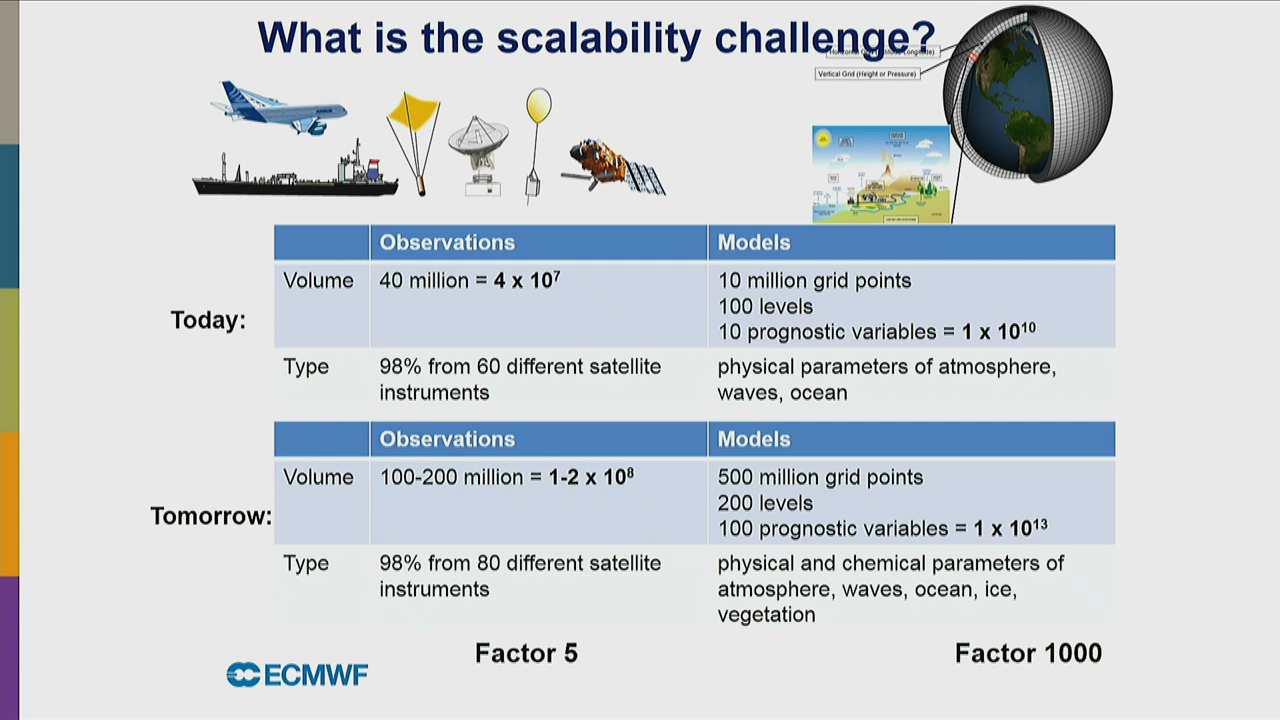 What is the scalability challenge?
Vertical Grid (Height or Pressure)
Observations Models
Today:
Volume 40 million = 4 x 10⁷ 10 million grid points
100 levels
10 prognostic variables = 1 x 10¹⁰
Type 98% from 60 different satellite physical parameters of atmosphere,
instruments waves, ocean
Observations Models
Tomorrow:
Volume 100-200 million = 1-2 x 10⁸ 500 million grid points
200 levels
100 prognostic variables = 1 x 10¹³
Type 98% from 80 different satellite physical and chemical parameters of
instruments atmosphere, waves, ocean, ice,
vegetation
Factor 5 Factor 1000
ECMWF